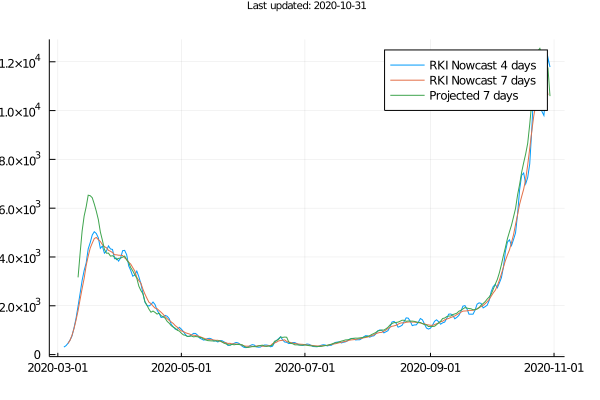 Last updated: 2020-10-31
RKI Nowcast 4 days
RKI Nowcast 7 days
Projected 7 days
1.2×10⁴
1.0×10⁴
8.0×10³
6.0×10³
4.0×10³
2.0×10³
0
2020-03-01 2020-05-01 2020-07-01 2020-09-01 2020-11-01